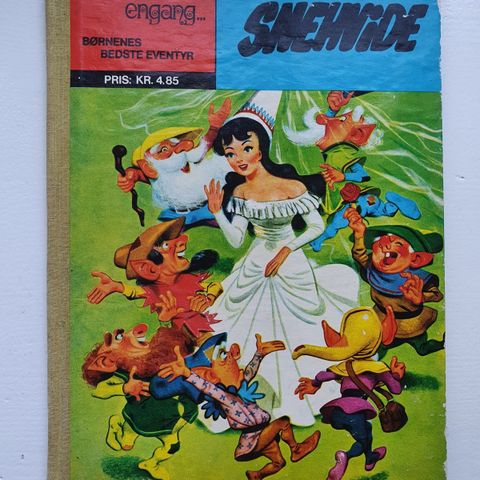 engang...
BØRNENES
BEDSTE EVENTYR
PRIS: KR. 4.85
SNEHVIDE